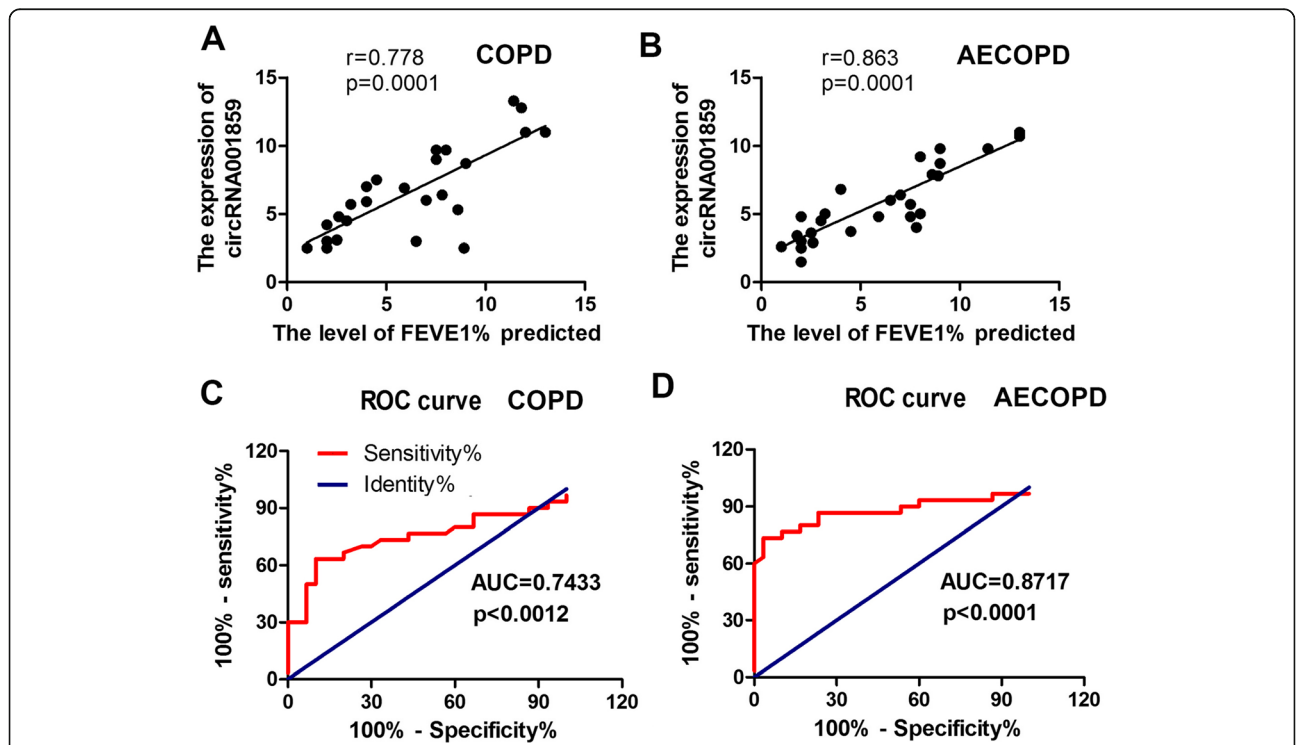 A
r=0.778
p=0.0001
COPD
The expression of
circRNA001859
15
10
5
0
0 5 10 15
The level of FEVE1% predicted
B
r=0.863
p=0.0001
AECOPD
The expression of
circRNA001859
15
10
5
0
0 5 10 15
The level of FEVE1% predicted
C
ROC curve COPD
100% - sensitivity%
120
90
60
30
0
Sensitivity%
Identity%
AUC=0.7433
p<0.0012
0 30 60 90 120
100% - Specificity%
D
ROC curve AECOPD
100% - sensitivity%
120
90
60
30
0
AUC=0.8717
p<0.0001
0 30 60 90 120
100% - Specificity%